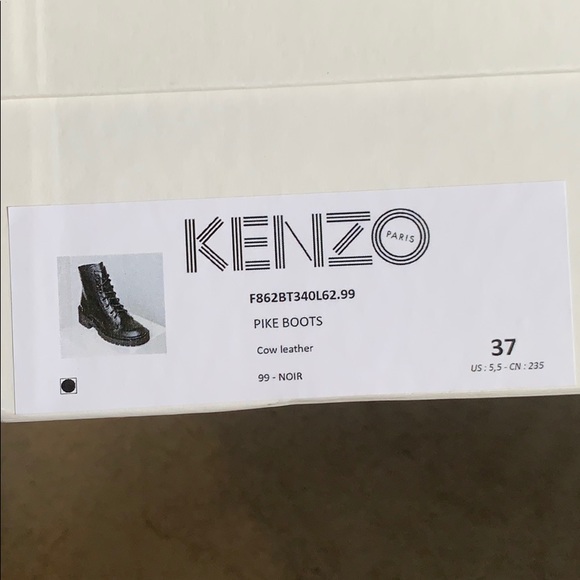 KENZO
PARIS
F862BT340L62.99
PIKE BOOTS
Cow leather
99 - NOIR
37
US : 5,5 - CN : 235